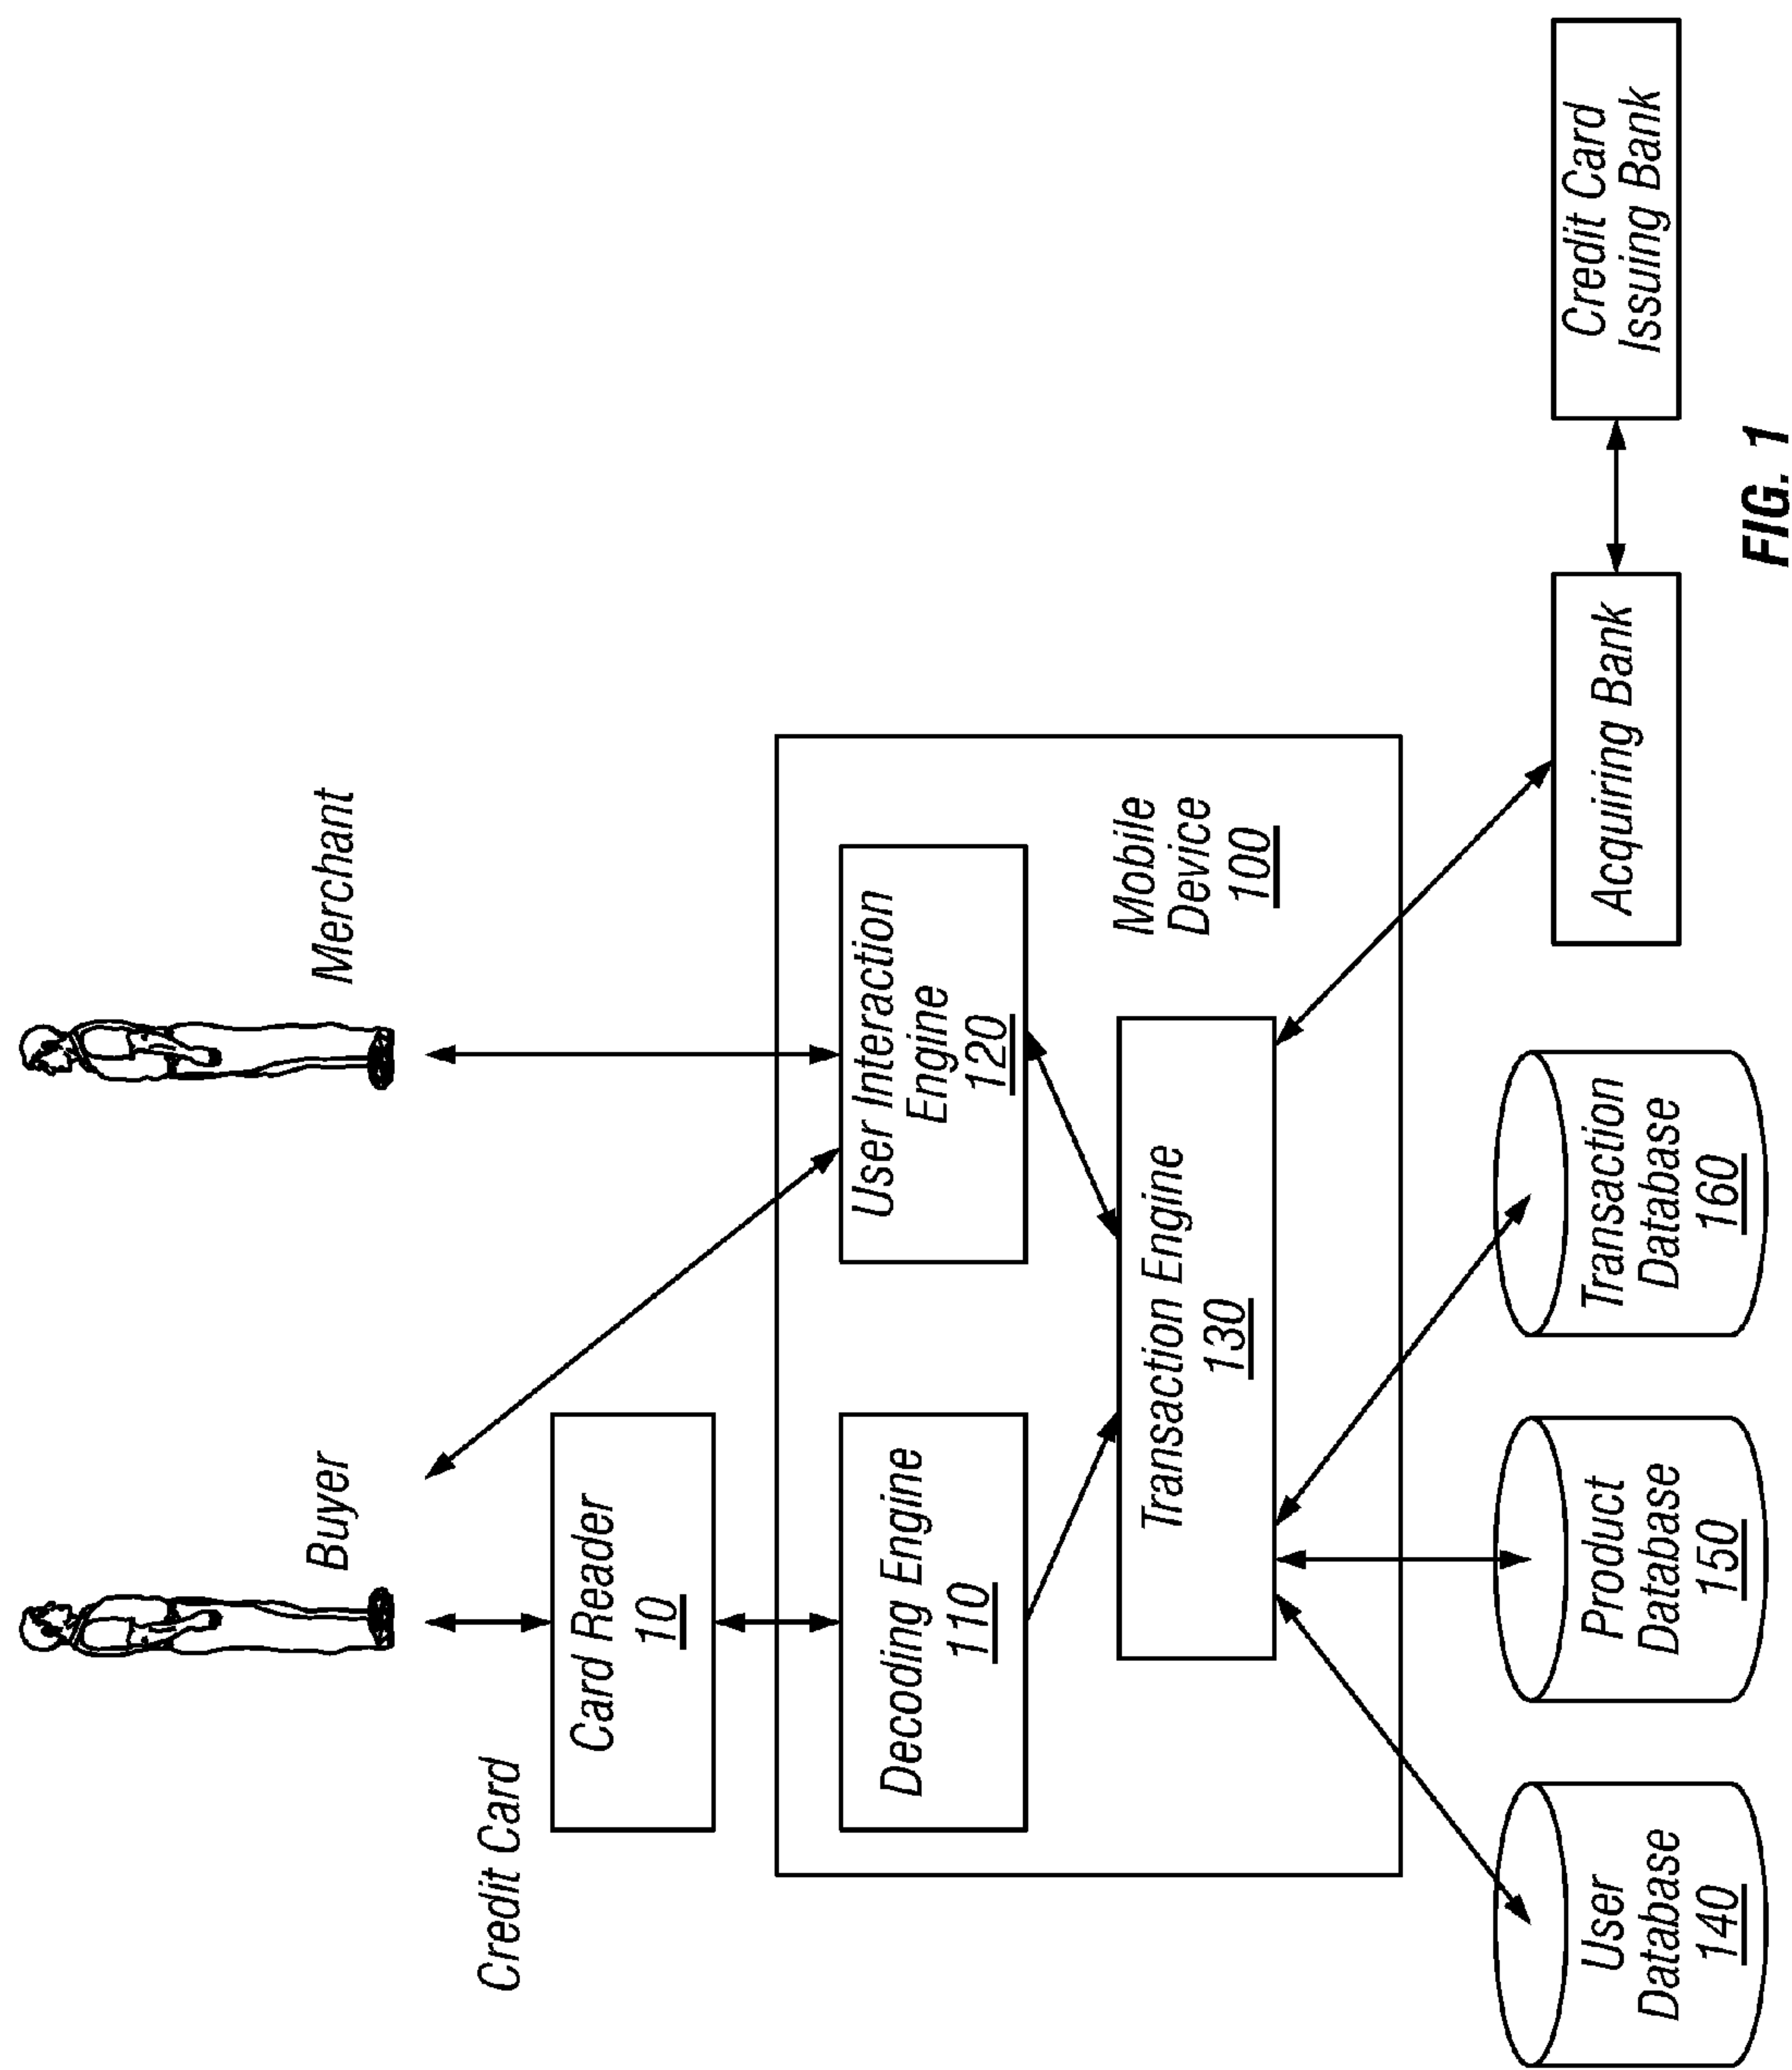 Buyer
Merchant
Credit Card
Card Reader
10
Decoding Engine
110
User Interaction
Engine
120
Transaction Engine
130
Mobile
Device
100
User
Database
140
Product
Database
150
Transaction
Database
160
Acquiring Bank
Credit Card
Issuing Bank
FIG. 1